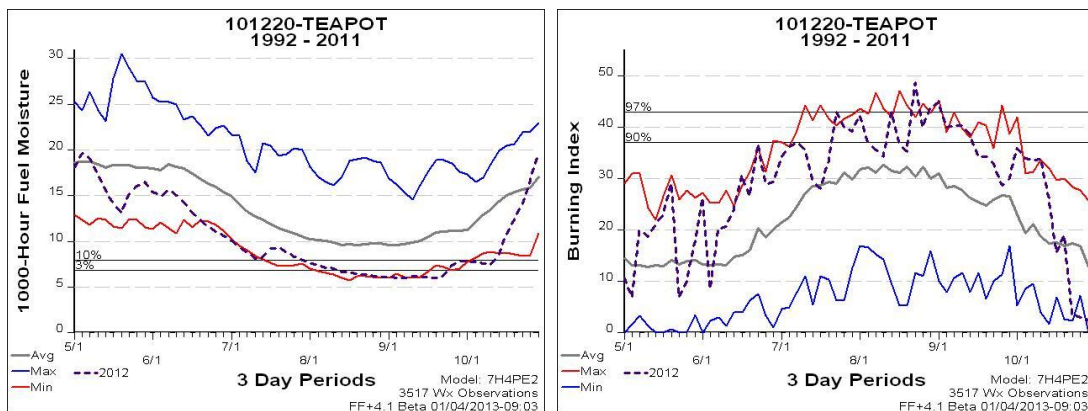 101220-TEAPOT
1992 - 2011
1000-Hour Fuel Moisture
30
25
20
15
10
5
0
10%
3%
5/1 6/1 7/1 8/1 9/1 10/1
Avg
Max 2012
Min
3 Day Periods
Model: 7H4PE2
3517 Wx Observations
FF+4.1 Beta 01/04/2013-09:03
101220-TEAPOT
1992 - 2011
Burning Index
50
40
30
20
10
0
97%
90%
5/1 6/1 7/1 8/1 9/1 10/1
Avg
Max 2012
Min
3 Day Periods
Model: 7H4PE2
3517 Wx Observations
FF+4.1 Beta 01/04/2013-09:03